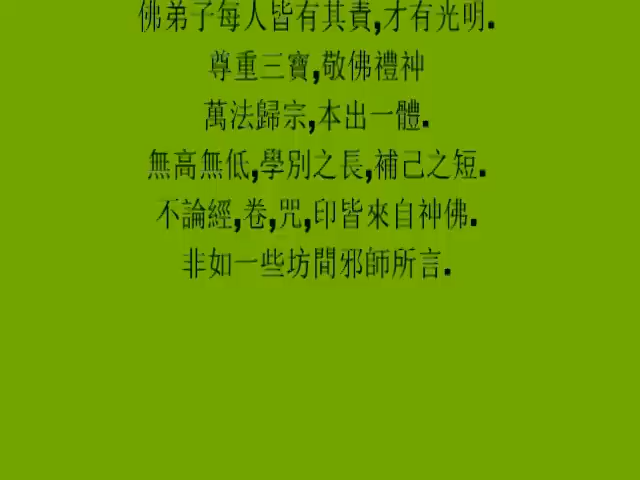 佛弟子每人皆有其責,才有光明.
尊重三寶,敬佛禮神
萬法歸宗,本出一體.
無高無低,學別之長,補己之短.
不論經,卷,咒,印皆來自神佛.
非如一些坊間邪師所言.